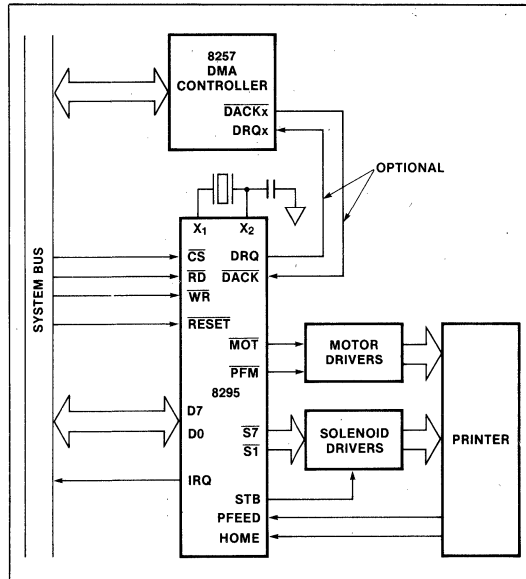 8257
DMA
CONTROLLER
DACKx
DRQx
OPTIONAL
X1 X2
SYSTEM BUS
CS DRQ
RD DACK
WR
RESET
MOT MOTOR
DRIVERS
PFM
8295
D7
D0
S7
S1
SOLENOID
DRIVERS
PRINTER
IRQ
STB
PFEED
HOME